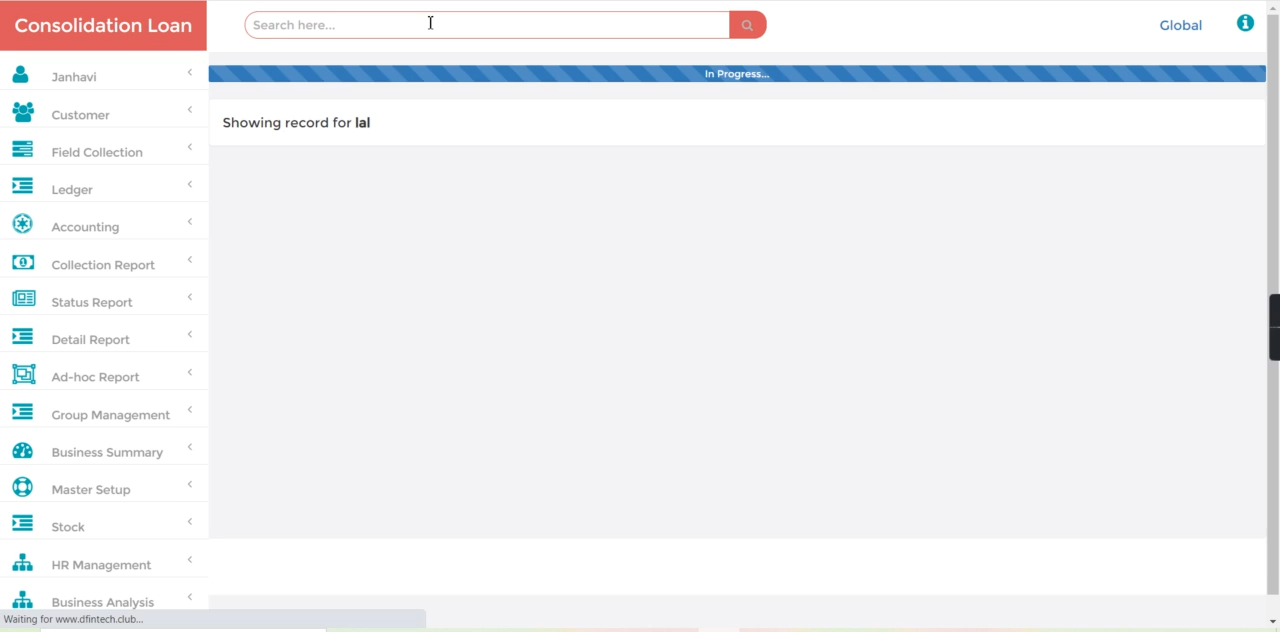 Consolidation Loan
Search here...
Global
Janhavi
In Progress...
Customer
Showing record for lal
Field Collection
Ledger
Accounting
Collection Report
Status Report
Detail Report
Ad-hoc Report
Group Management
Business Summary
Master Setup
Stock
HR Management
Business Analysis
Waiting for www.dfintech.club...